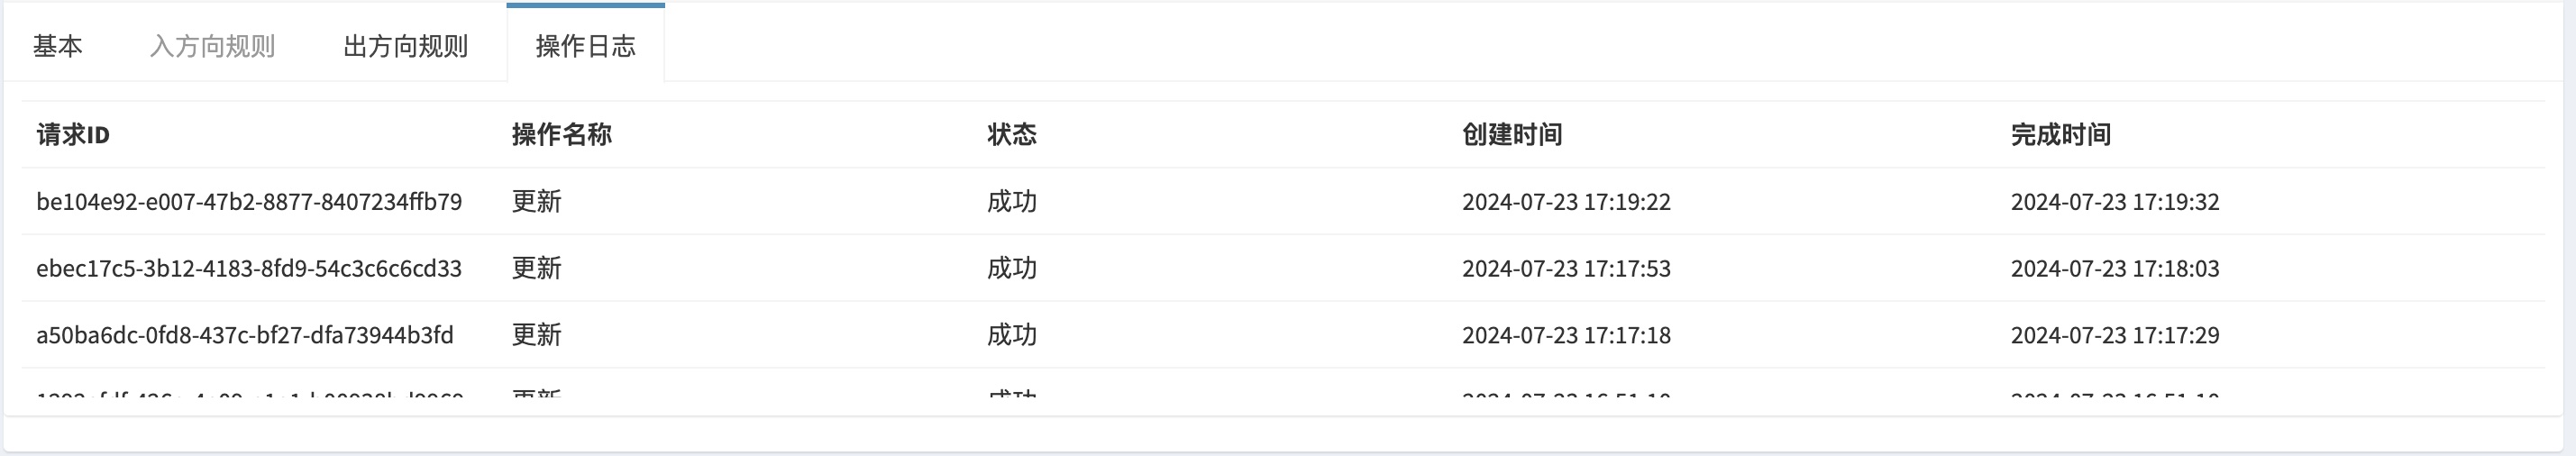 基本 入方向规则 出方向规则 操作日志
请求ID 操作名称 状态 创建时间 完成时间
be104e92-e007-47b2-8877-8407234ffb79 更新 成功 2024-07-23 17:19:22 2024-07-23 17:19:32
ebec17c5-3b12-4183-8fd9-54c3c6c6cd33 更新 成功 2024-07-23 17:17:53 2024-07-23 17:18:03
a50ba6dc-0fd8-437c-bf27-dfa73944b3fd 更新 成功 2024-07-23 17:17:18 2024-07-23 17:17:29
更新 成功